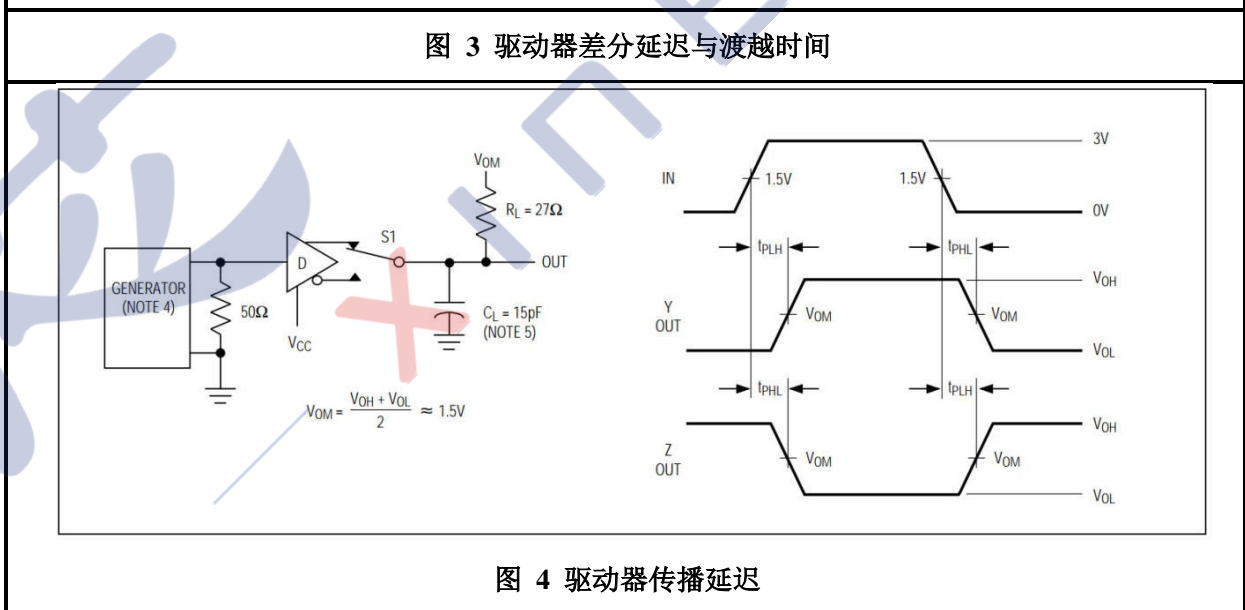 图 3 驱动器差分延迟与渡越时间
GENERATOR
(NOTE 4)
50Ω
D
VCC
S1
VOM
RL = 27Ω
OUT
CL = 15pF
(NOTE 5)
VOM = VOH + VOL / 2 ≈ 1.5V
IN
1.5V
1.5V
3V
0V
tPLH
tPHL
Y
OUT
VOM
VOM
VOH
VOL
tPHL
tPLH
Z
OUT
VOM
VOM
VOH
VOL
图 4 驱动器传播延迟